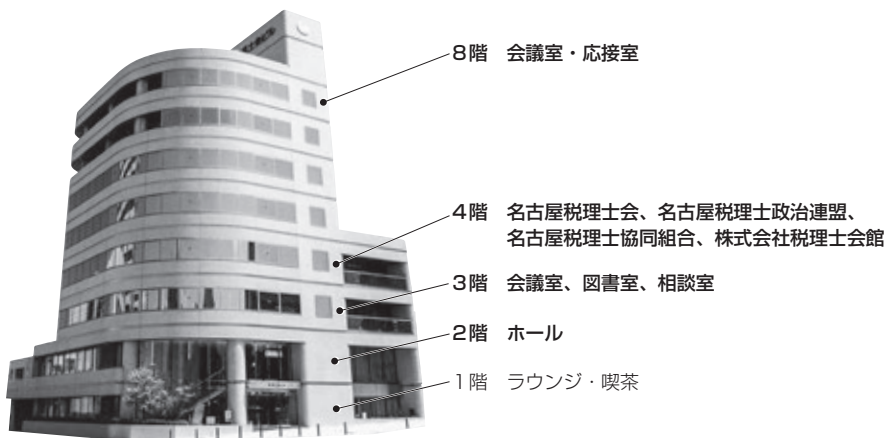 8階 会議室・応接室
4階 名古屋税理士会、名古屋税理士政治連盟、
名古屋税理士協同組合、株式会社税理士会館
3階 会議室、図書室、相談室
2階 ホール
1階 ラウンジ・喫茶